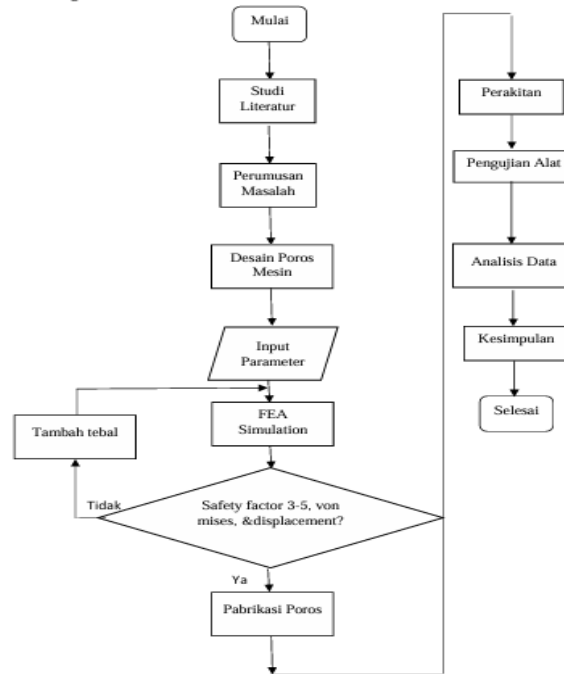 Mulai
Studi
Literatur
Perumusan
Masalah
Desain Poros
Mesin
Input
Parameter
FEA
Simulation
Tambah tebal
Tidak
Safety factor 3-5, von
mises, &displacement?
Ya
Pabrikasi Poros
Perakitan
Pengujian Alat
Analisis Data
Kesimpulan
Selesai